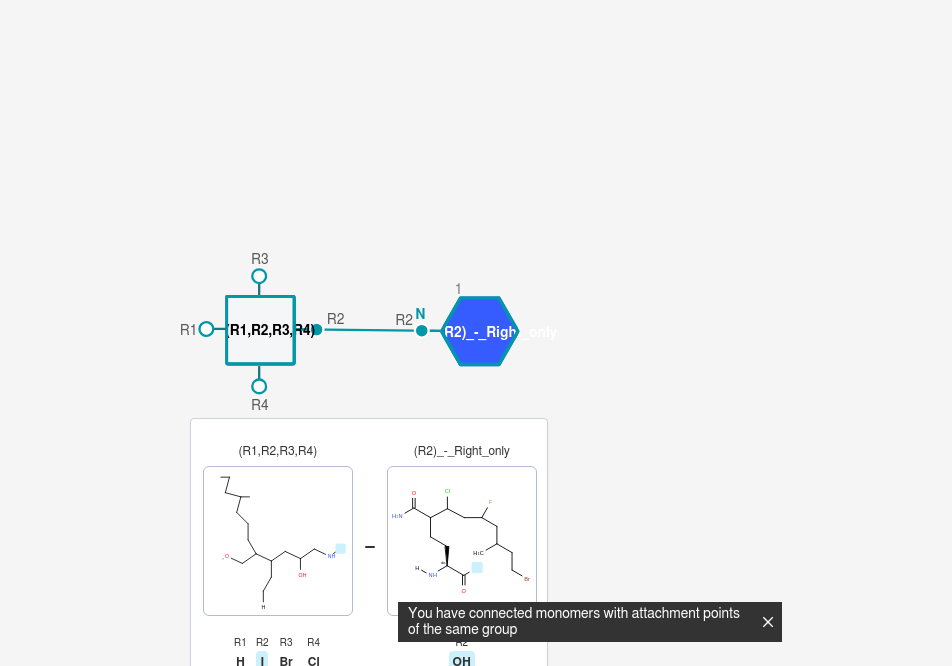 R3
1
R1
(R1,R2,R3,R4)
R2
R2
N
R2)_-_Right_only
R4
(R1,R2,R3,R4)
(R2)_-_Right_only
O
OH
NH
H
O
H₂N
Cl
F
H₃C
H
NH
O
Br
You have connected monomers with attachment points
of the same group
R1 R2 R3 R4
R2
H I Br Cl
OH